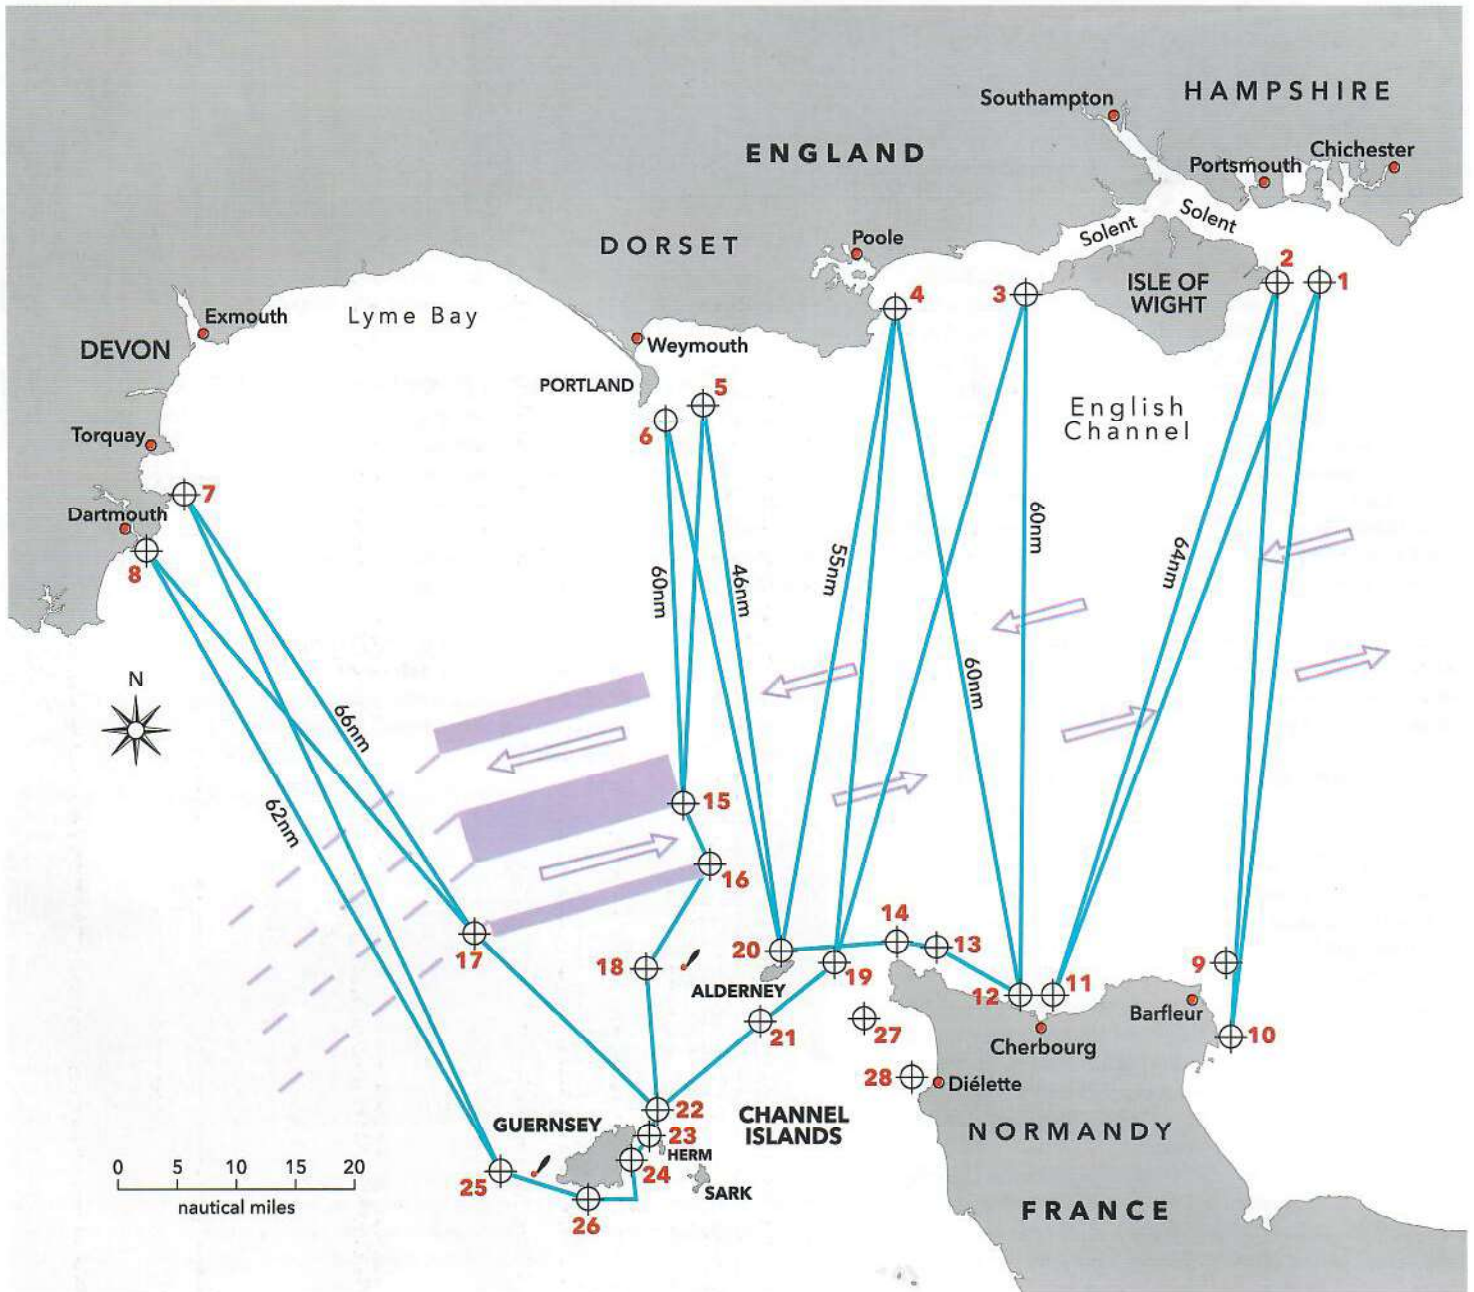 HAMPSHIRE
Southampton
ENGLAND
Chichester
Portsmouth
Solent
Solent
DORSET
Poole
2
1
ISLE OF
WIGHT
3
4
Exmouth
Lyme Bay
DEVON
Weymouth
PORTLAND
5
6
English
Channel
Torquay
7
Dartmouth
8
60nm
64nm
55nm
60nm
46nm
60nm
N
66nm
62nm
15
16
14
13
20
19
17
18
ALDERNEY
12
11
9
Barfleur
10
21
27
Cherbourg
28
Diélette
22
CHANNEL
ISLANDS
GUERNSEY
23
HERM
24
SARK
25
26
NORMANDY
FRANCE
0 5 10 15 20
nautical miles